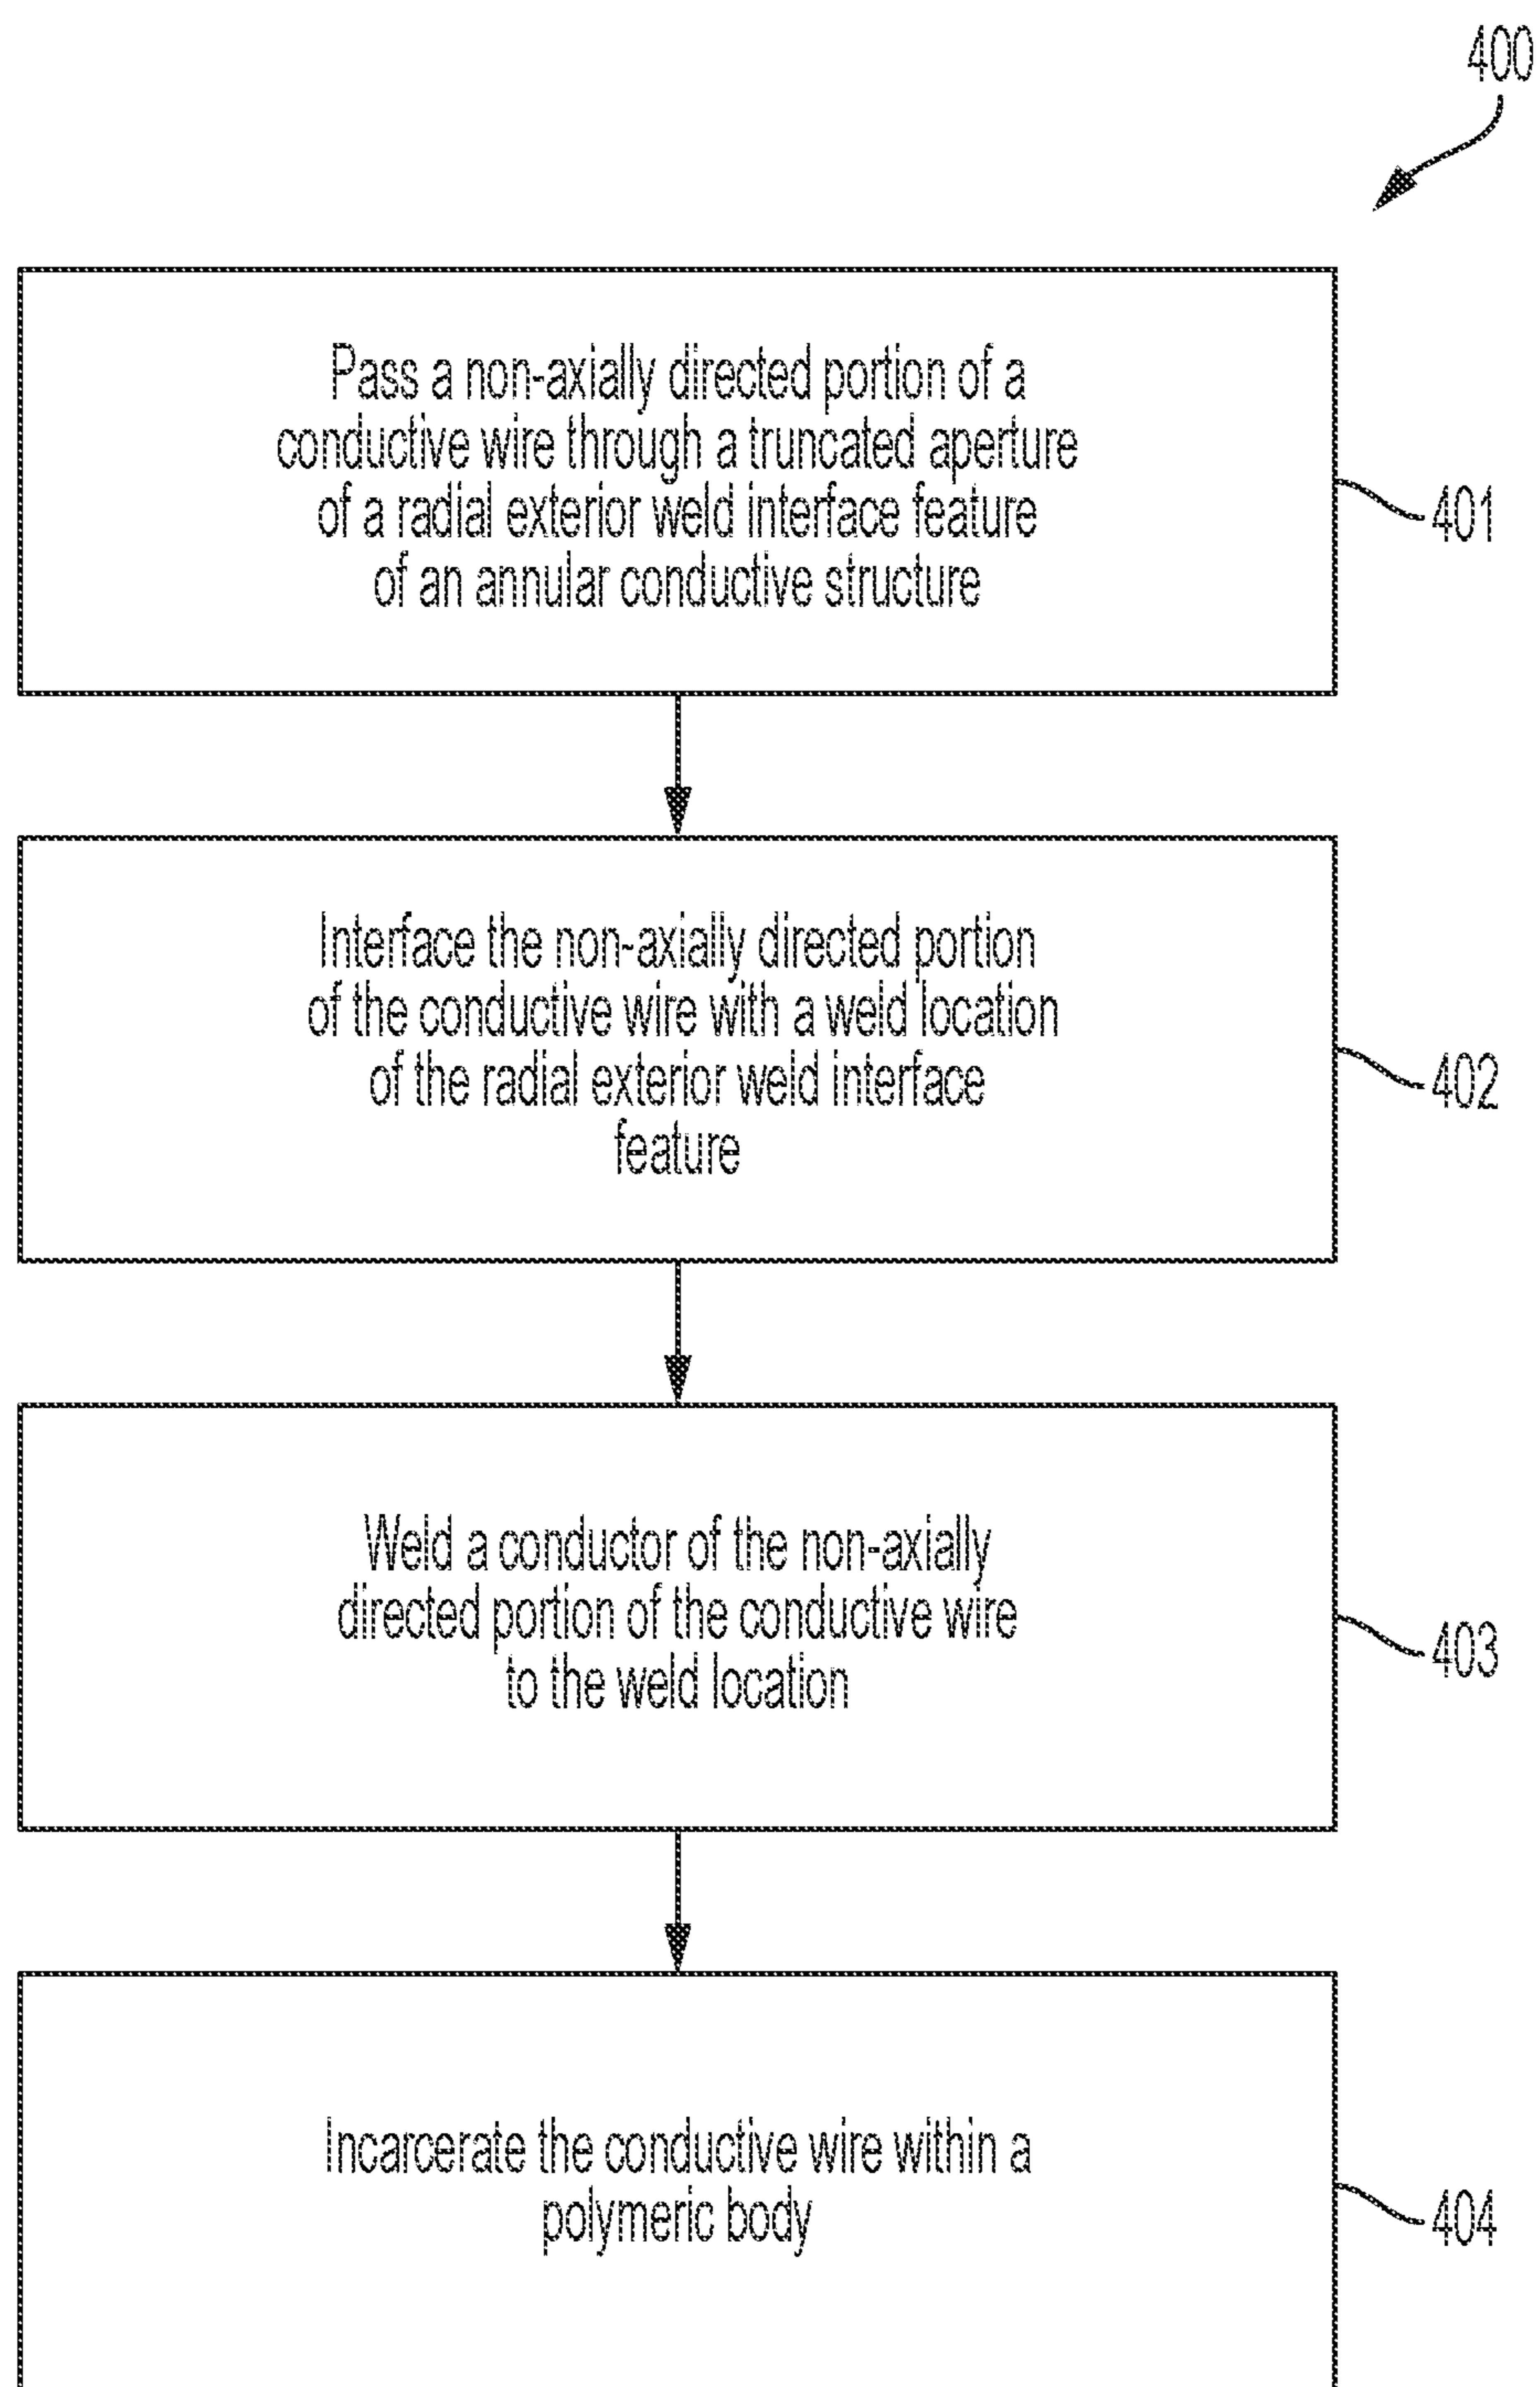 400
Pass a non-axially directed portion of a
conductive wire through a truncated aperture
of a radial exterior weld interface feature
of an annular conductive structure
401
Interface the non-axially directed portion
of the conductive wire with a weld location
of the radial exterior weld interface
feature
402
Weld a conductor of the non-axially
directed portion of the conductive wire
to the weld location
403
Incarcerate the conductive wire within a
polymeric body
404